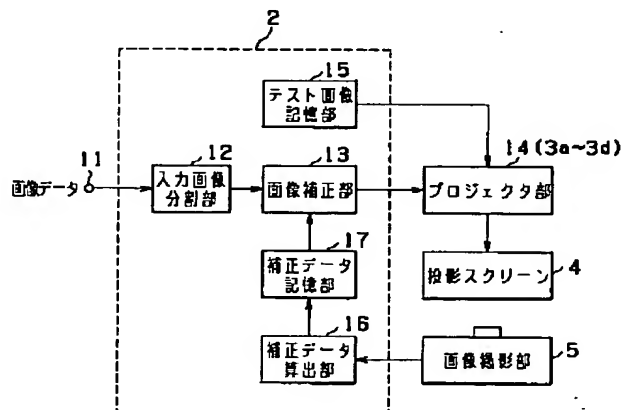 2
15
テスト画像
記憶部
14(3a~3d)
11
12
13
画像データ
入力画像
分割部
画像補正部
プロジェクタ部
17
補正データ
記憶部
投影スクリーン
4
16
補正データ
算出部
画像撮影部
5